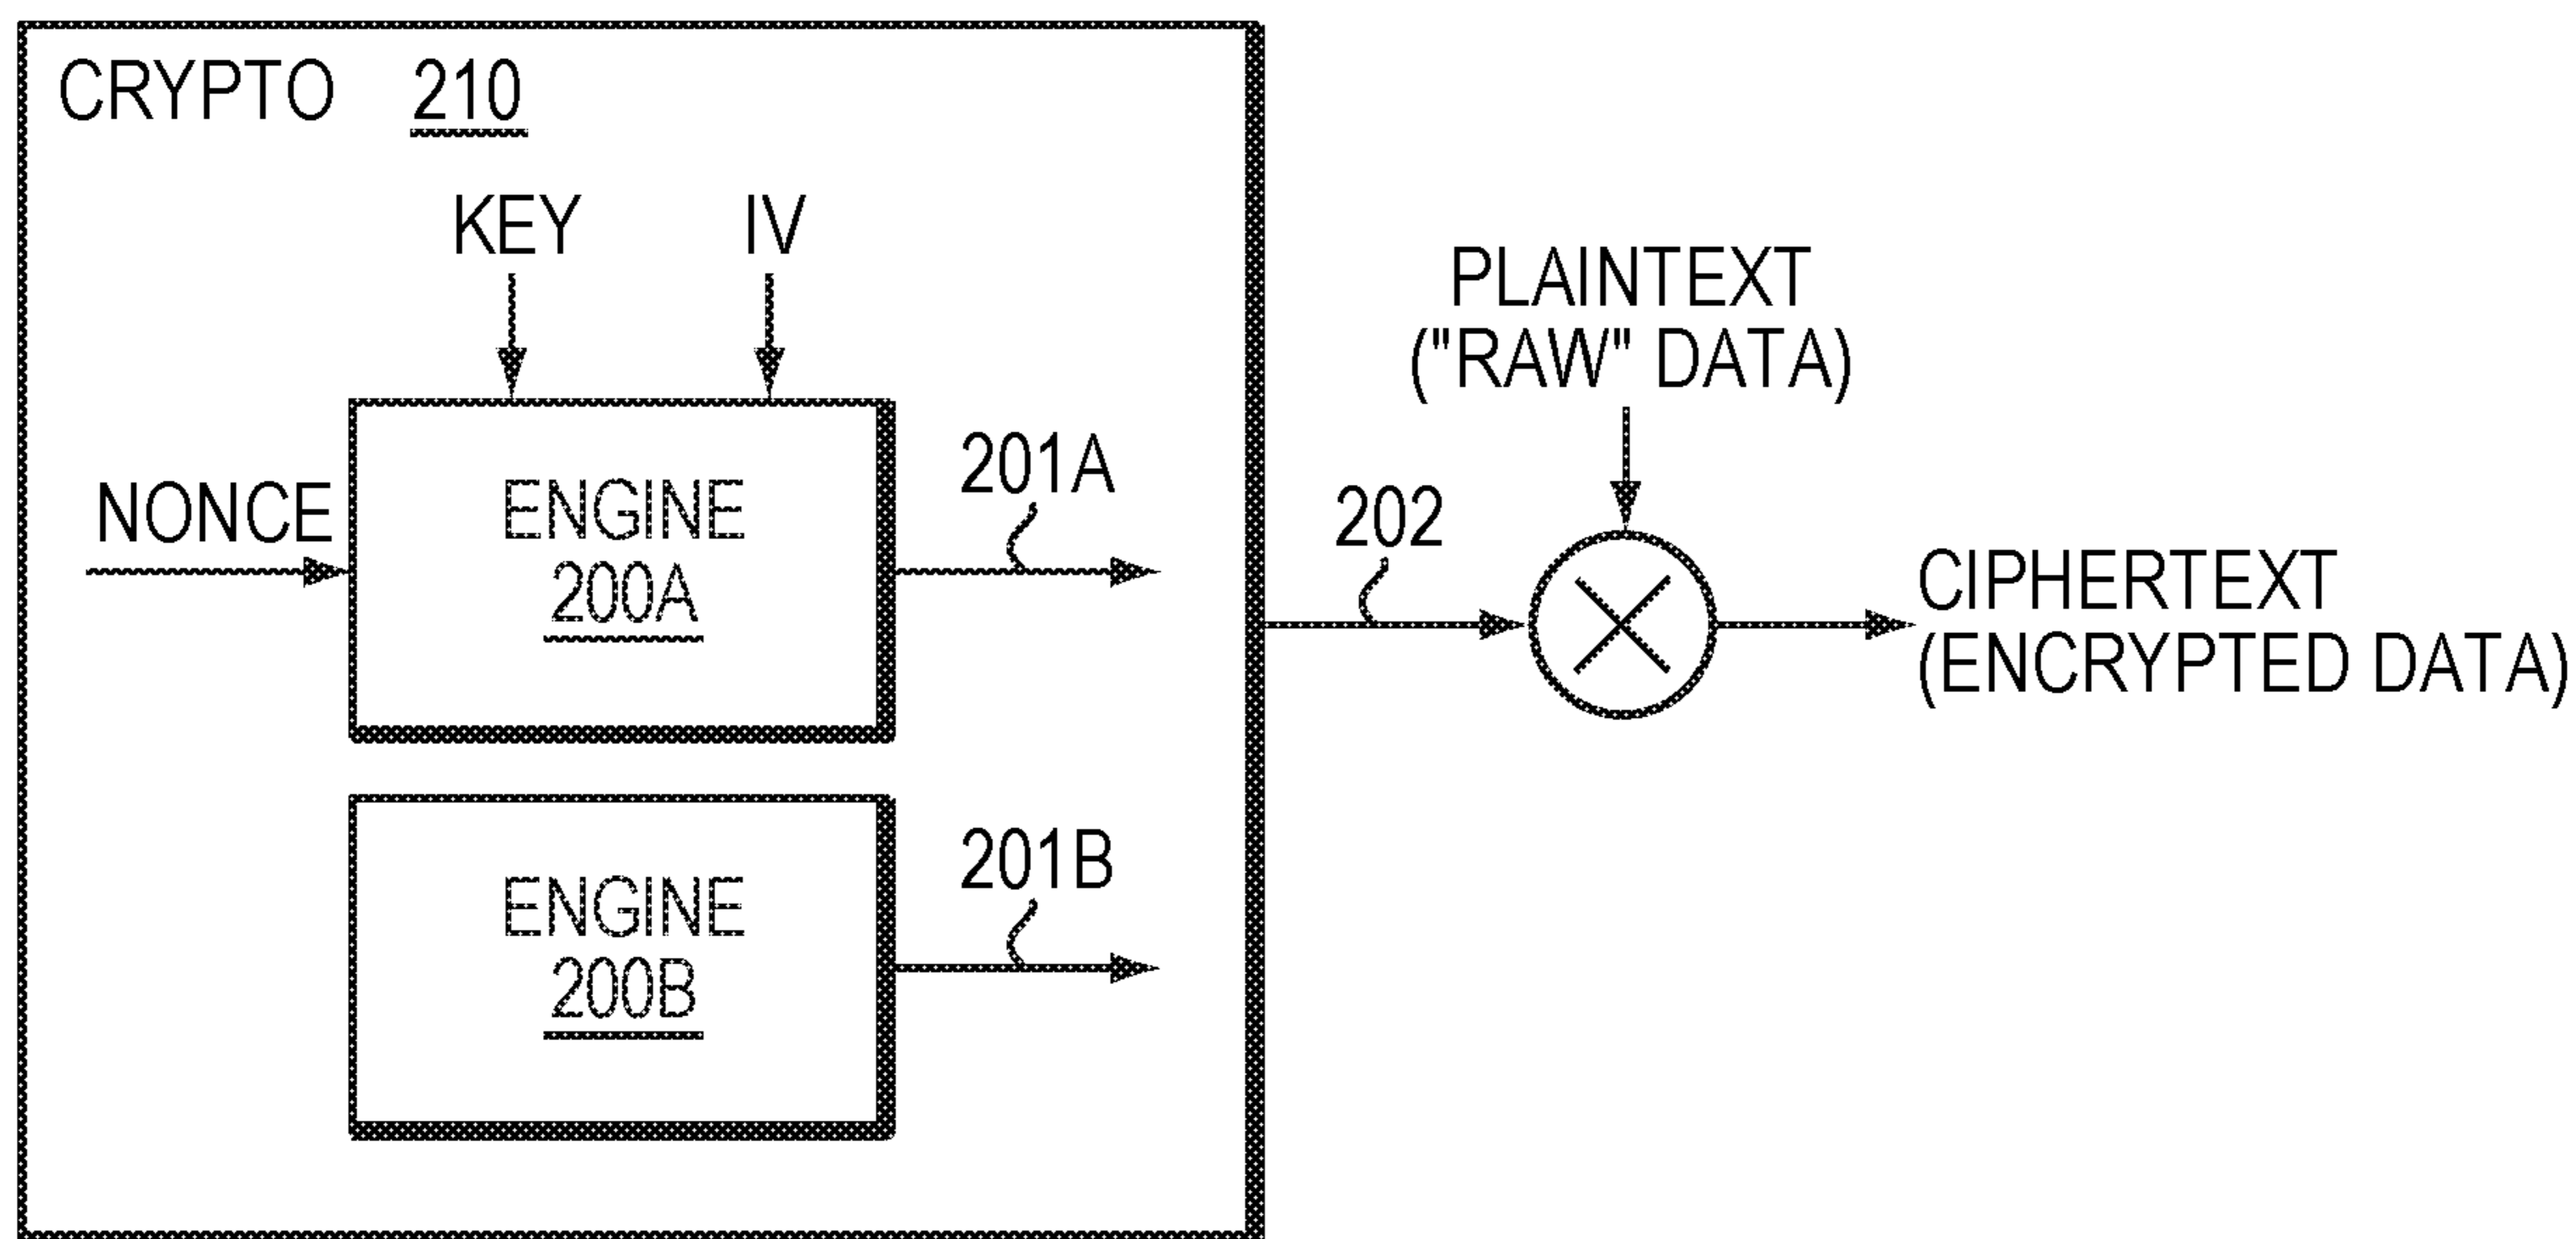 CRYPTO 210
KEY
IV
NONCE
ENGINE
200A
201A
ENGINE
200B
201B
202
PLAINTEXT
("RAW" DATA)
CIPHERTEXT
(ENCRYPTED DATA)